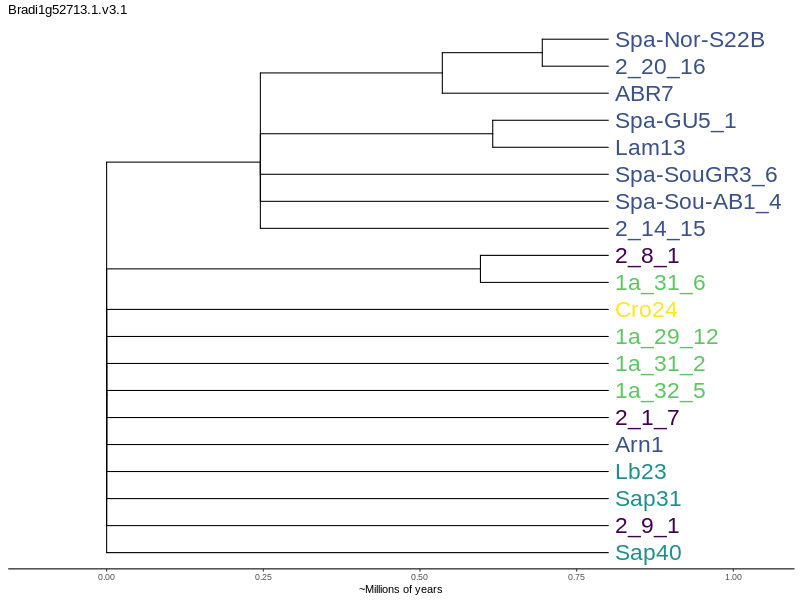 Bradi1g52713.1.v3.1
Spa-Nor-S22B
2_20_16
ABR7
Spa-GU5_1
Lam13
Spa-SouGR3_6
Spa-Sou-AB1_4
2_14_15
2_8_1
1a_31_6
Cro24
1a_29_12
1a_31_2
1a_32_5
2_1_7
Arn1
Lb23
Sap31
2_9_1
Sap40
0.00 0.25 0.50 0.75 1.00
~Millions of years